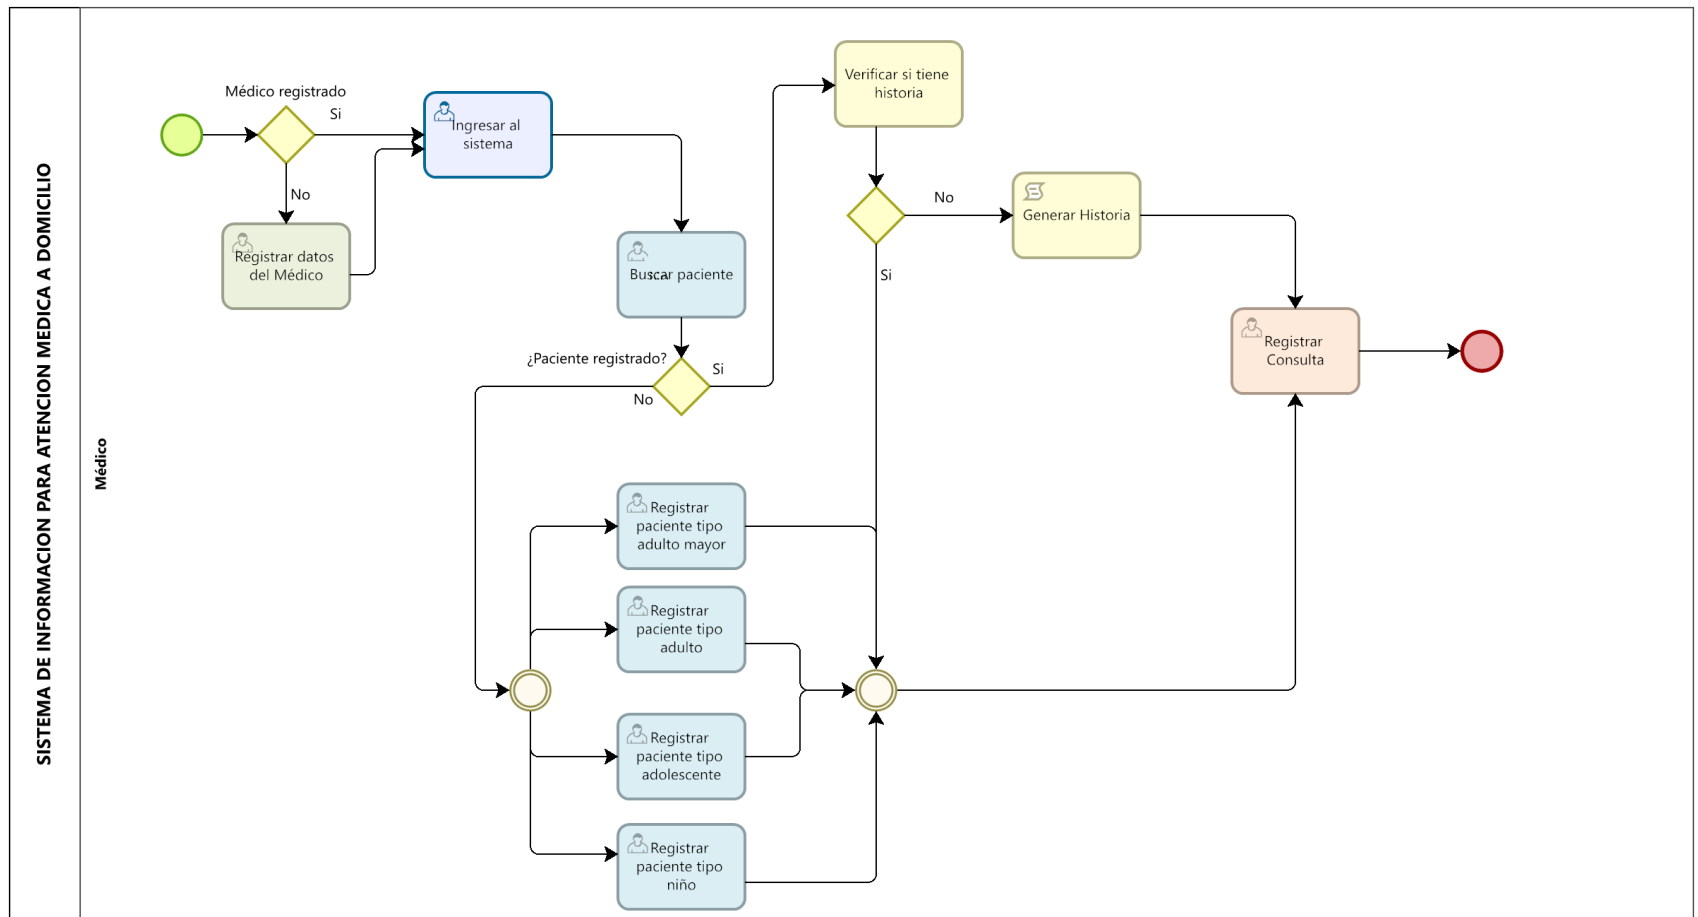 SISTEMA DE INFORMACION PARA ATENCION MEDICA A DOMICILIO
Médico
Médico registrado
Si
No
Registrar datos
del Médico
Ingresar al
sistema
Buscar paciente
¿Paciente registrado?
Si
No
Verificar si tiene
historia
No
Si
Generar Historia
Registrar
Consulta
Registrar
paciente tipo
adulto mayor
Registrar
paciente tipo
adulto
Registrar
paciente tipo
adolescente
Registrar
paciente tipo
niño